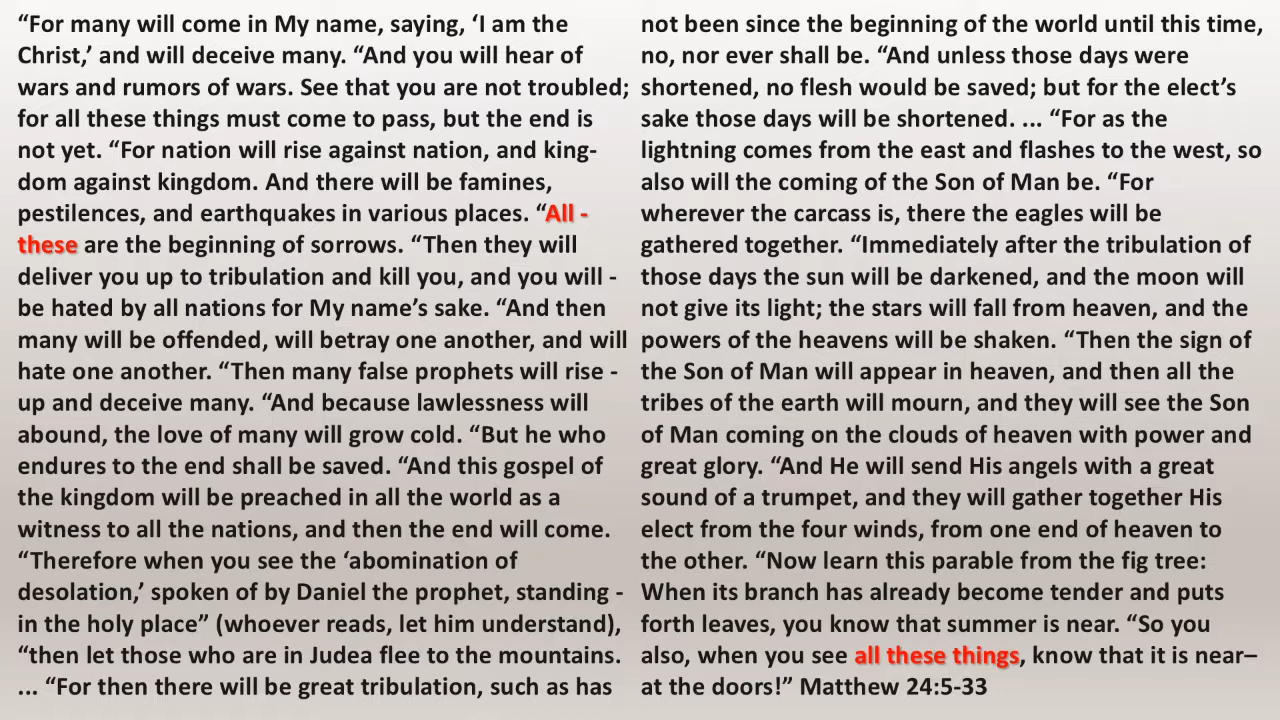 “For many will come in My name, saying, ‘I am the
Christ,’ and will deceive many. “And you will hear of
wars and rumors of wars. See that you are not troubled;
for all these things must come to pass, but the end is
not yet. “For nation will rise against nation, and king-
dom against kingdom. And there will be famines,
pestilences, and earthquakes in various places. “All -
these are the beginning of sorrows. “Then they will
deliver you up to tribulation and kill you, and you will -
be hated by all nations for My name’s sake. “And then
many will be offended, will betray one another, and will
hate one another. “Then many false prophets will rise -
up and deceive many. “And because lawlessness will
abound, the love of many will grow cold. “But he who
endures to the end shall be saved. “And this gospel of
the kingdom will be preached in all the world as a
witness to all the nations, and then the end will come.
“Therefore when you see the ‘abomination of
desolation,’ spoken of by Daniel the prophet, standing -
in the holy place” (whoever reads, let him understand),
“then let those who are in Judea flee to the mountains.
... “For then there will be great tribulation, such as has
not been since the beginning of the world until this time,
no, nor ever shall be. “And unless those days were
shortened, no flesh would be saved; but for the elect’s
sake those days will be shortened. ... “For as the
lightning comes from the east and flashes to the west, so
also will the coming of the Son of Man be. “For
wherever the carcass is, there the eagles will be
gathered together. “Immediately after the tribulation of
those days the sun will be darkened, and the moon will
not give its light; the stars will fall from heaven, and the
powers of the heavens will be shaken. “Then the sign of
the Son of Man will appear in heaven, and then all the
tribes of the earth will mourn, and they will see the Son
of Man coming on the clouds of heaven with power and
great glory. “And He will send His angels with a great
sound of a trumpet, and they will gather together His
elect from the four winds, from one end of heaven to
the other. “Now learn this parable from the fig tree:
When its branch has already become tender and puts
forth leaves, you know that summer is near. “So you
also, when you see all these things, know that it is near–
at the doors!” Matthew 24:5-33